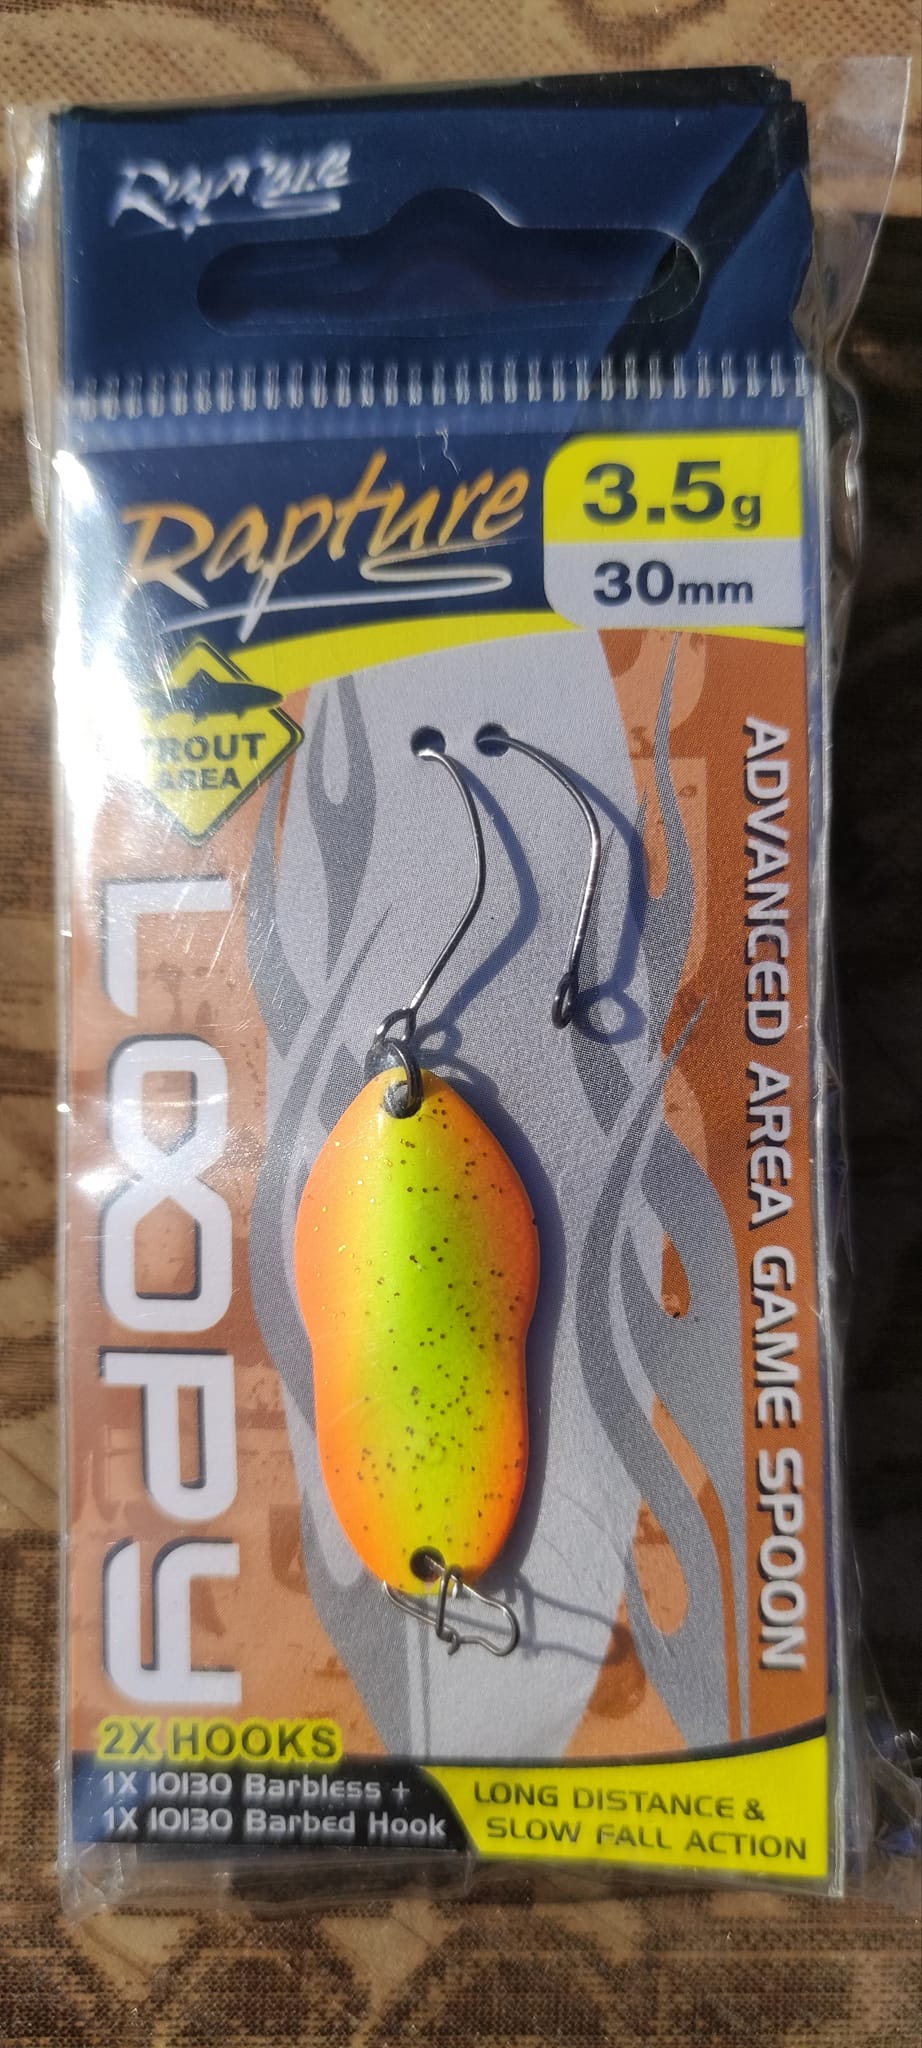 Rapture
Rapture
3.5g
30mm
TROUT
AREA
LOOPY
ADVANCED AREA GAME SPOON
2X HOOKS
1X 10130 Barbless +
1X 10130 Barbed Hook
LONG DISTANCE &
SLOW FALL ACTION